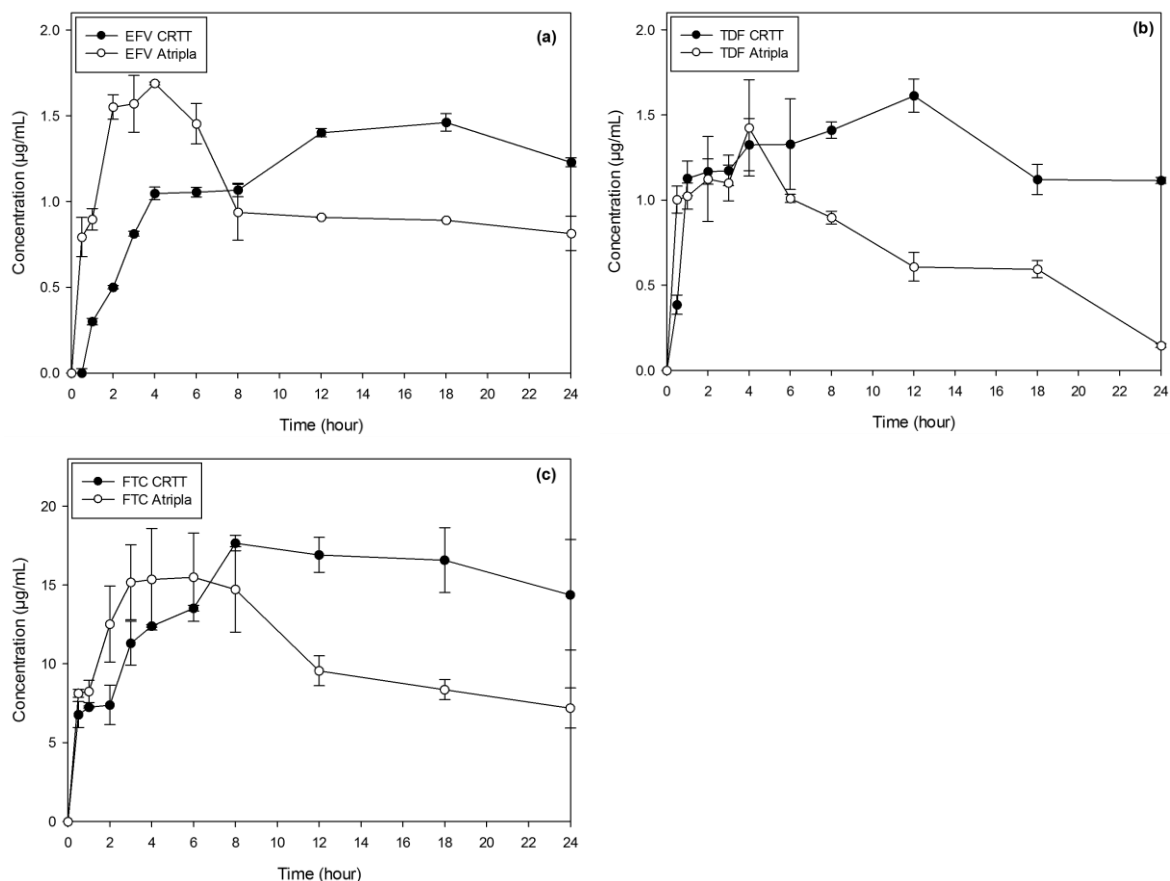 (a)
EFV CRTT
EFV Atripla
2.0
1.5
1.0
0.5
0.0
Concentration (µg/mL)
0 2 4 6 8 10 12 14 16 18 20 22 24
Time (hour)
(b)
TDF CRTT
TDF Atripla
2.0
1.5
1.0
0.5
0.0
Concentration (µg/mL)
0 2 4 6 8 10 12 14 16 18 20 22 24
Time (hour)
(c)
FTC CRTT
FTC Atripla
20
15
10
5
0
Concentration (µg/mL)
0 2 4 6 8 10 12 14 16 18 20 22 24
Time (hour)